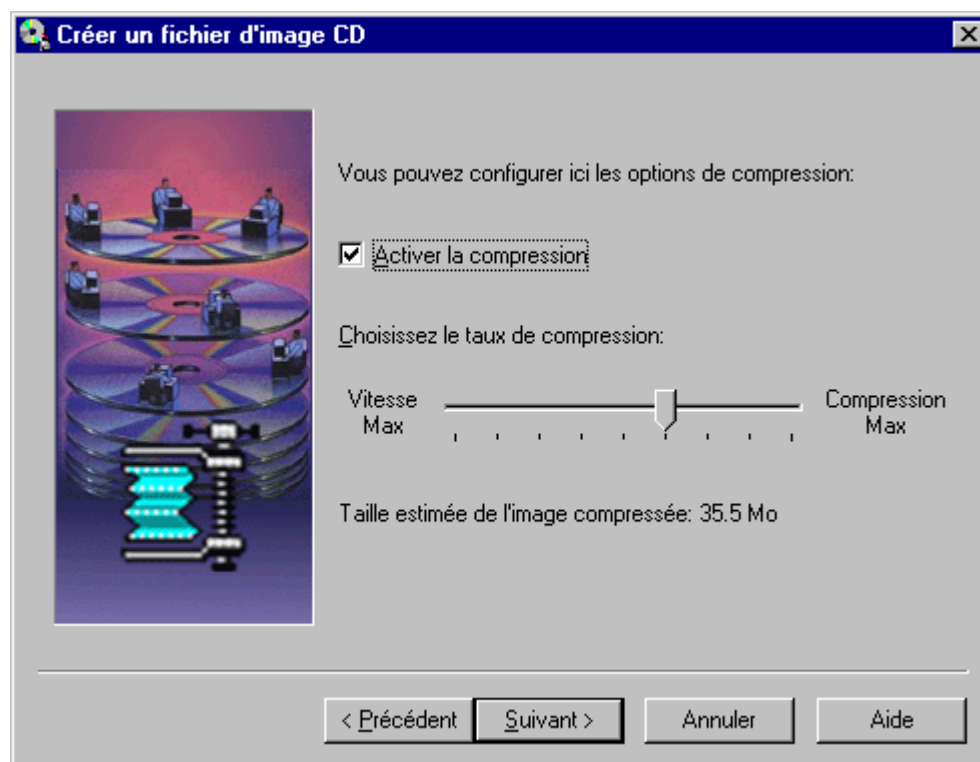 Créer un fichier d'image CD
Vous pouvez configurer ici les options de compression:
Activer la compression
Choisissez le taux de compression:
Vitesse
Max
Compression
Max
Taille estimée de l'image compressée: 35.5 Mo
< Précédent
Suivant >
Annuler
Aide